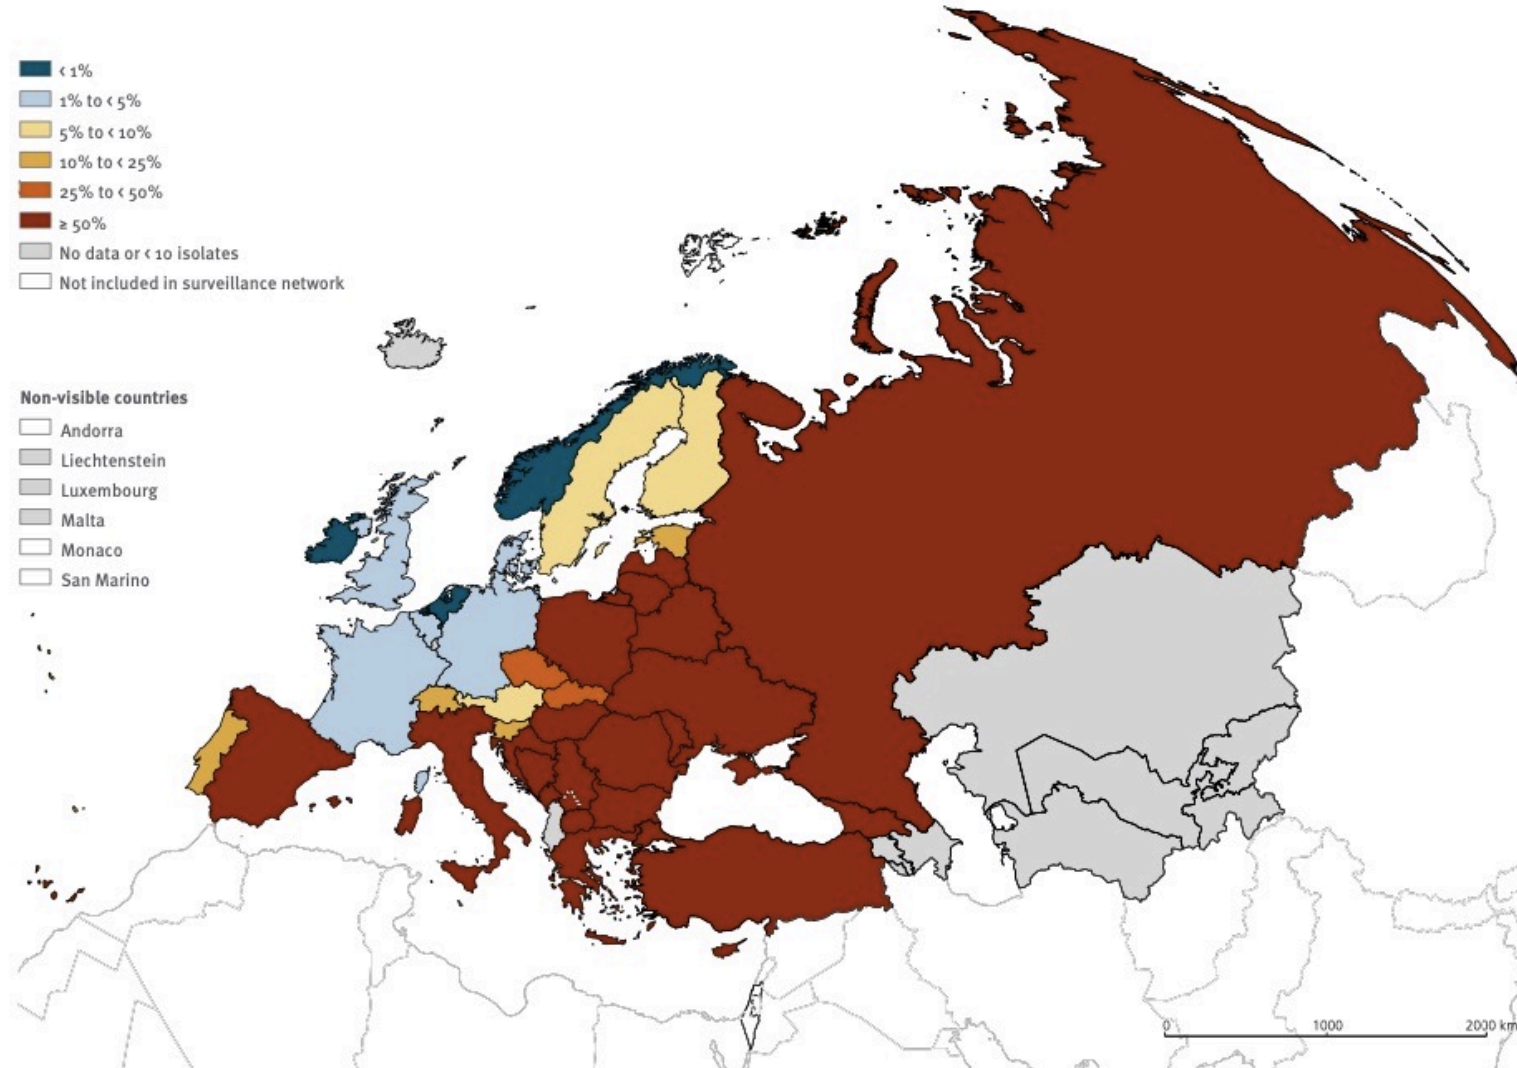 < 1%
1% to < 5%
5% to < 10%
10% to < 25%
25% to < 50%
≥ 50%
No data or < 10 isolates
Not included in surveillance network
Non-visible countries
Andorra
Liechtenstein
Luxembourg
Malta
Monaco
San Marino
0 1000 2000 km